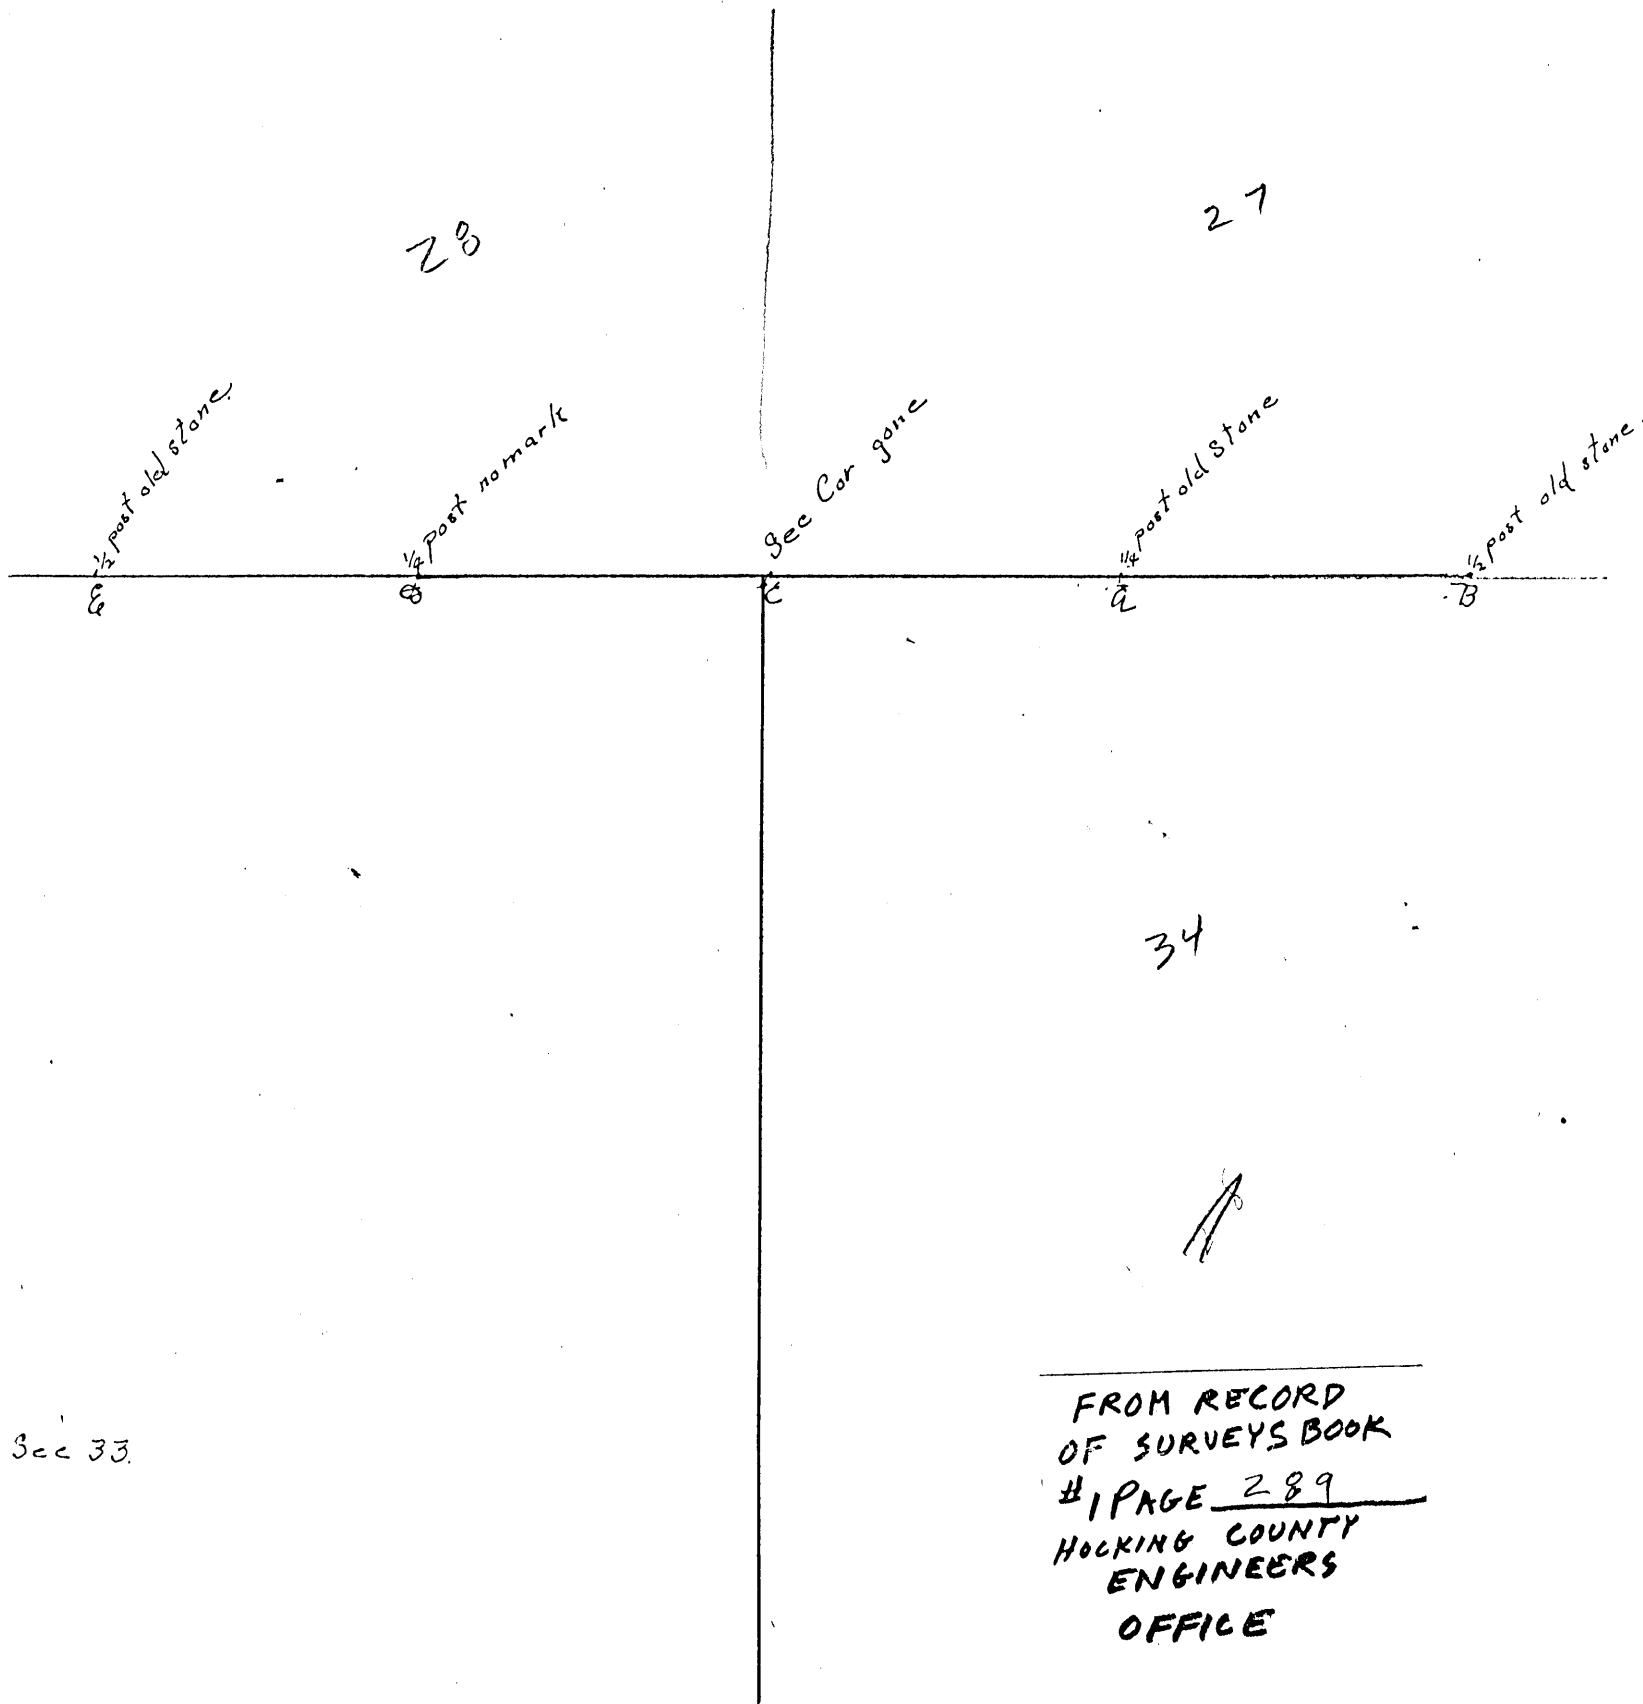 28
27
1/2 post old stone.
1/4 post no mark
Sec Cor gone
1/4 post old stone
1/2 post old stone.
E
D
C
A
B
34
Sec 33.
FROM RECORD
OF SURVEYS BOOK
#1 PAGE 289
HOCKING COUNTY
ENGINEERS
OFFICE